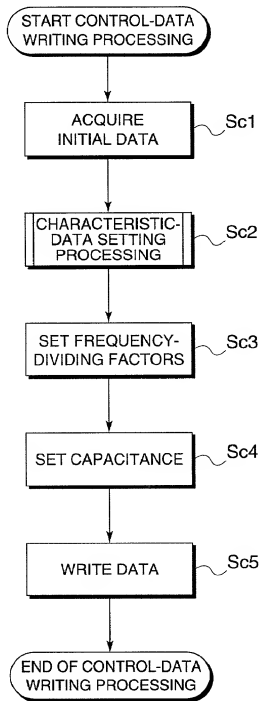 START CONTROL-DATA
WRITING PROCESSING
ACQUIRE
INITIAL DATA
Sc1
CHARACTERISTIC-
DATA SETTING
PROCESSING
Sc2
SET FREQUENCY-
DIVIDING FACTORS
Sc3
SET CAPACITANCE
Sc4
WRITE DATA
Sc5
END OF CONTROL-DATA
WRITING PROCESSING